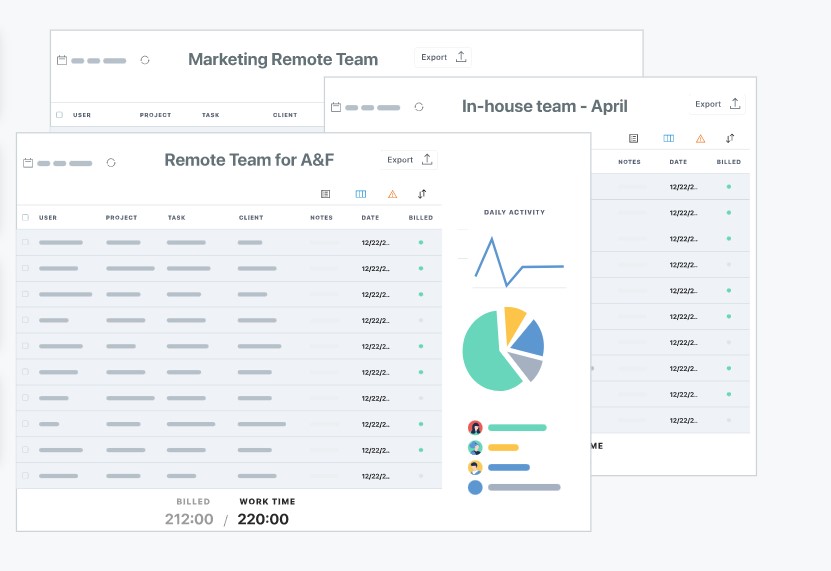 Marketing Remote Team
Export
USER PROJECT TASK CLIENT
In-house team - April
Export
NOTES DATE BILLED
12/22/2..
12/22/2..
12/22/2..
12/22/2..
12/22/2..
12/22/2..
12/22/2..
12/22/2..
12/22/2..
12/22/2..
ME
Remote Team for A&F
Export
USER PROJECT TASK CLIENT NOTES DATE BILLED
12/22/2..
12/22/2..
12/22/2..
12/22/2..
12/22/2..
12/22/2..
12/22/2..
12/22/2..
12/22/2..
12/22/2..
BILLED WORK TIME
212:00 / 220:00
DAILY ACTIVITY